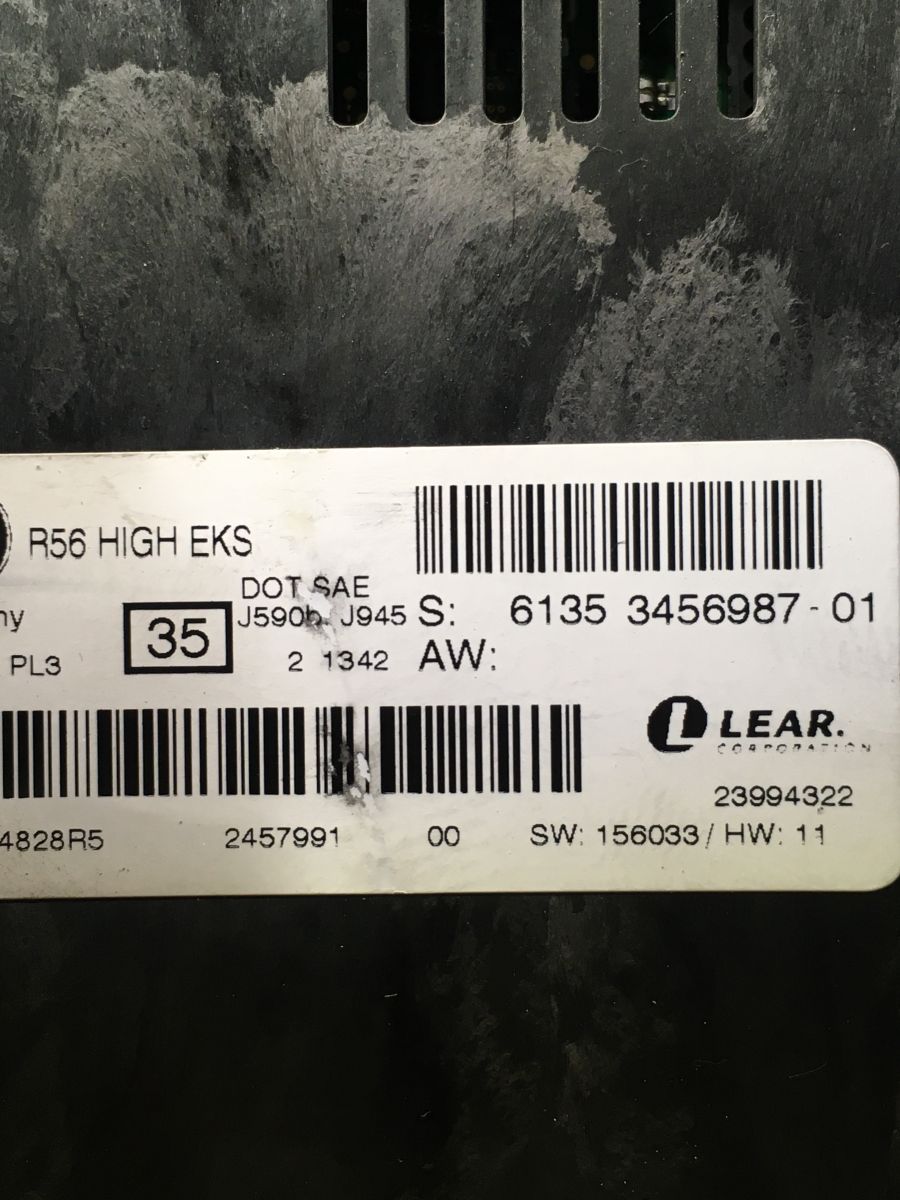 R56 HIGH EKS
DOT SAE
J590b, J945
S: 6135 3456987-01
ny
35
PL3
2 1342
AW:
LEAR.
CORPORATION
23994322
4828R5 2457991 00 SW: 156033 / HW: 11